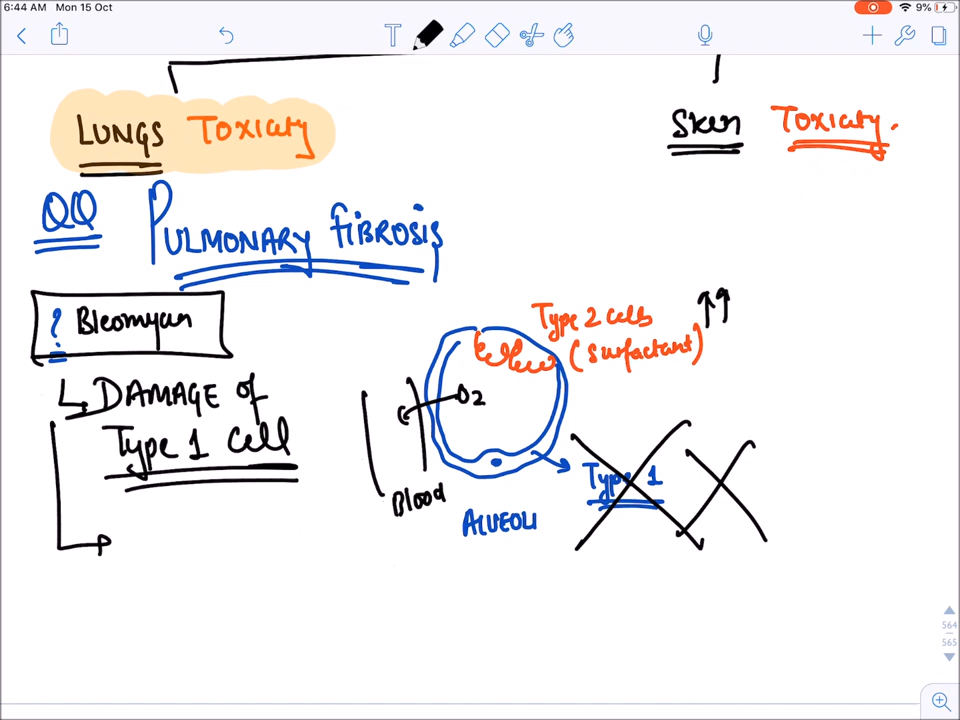 6:44 AM Mon 15 Oct
9%
T
LUNGS Toxicity
Sken Toxicity.
QQ PULMONARY FIBROSIS
? Bleomycin
Type 2 cells
(Surfactant) ↑↑
↳ DAMAGE of
Type 1 Cell
O2
Type 1
Blood
ALVEOLI
564
565